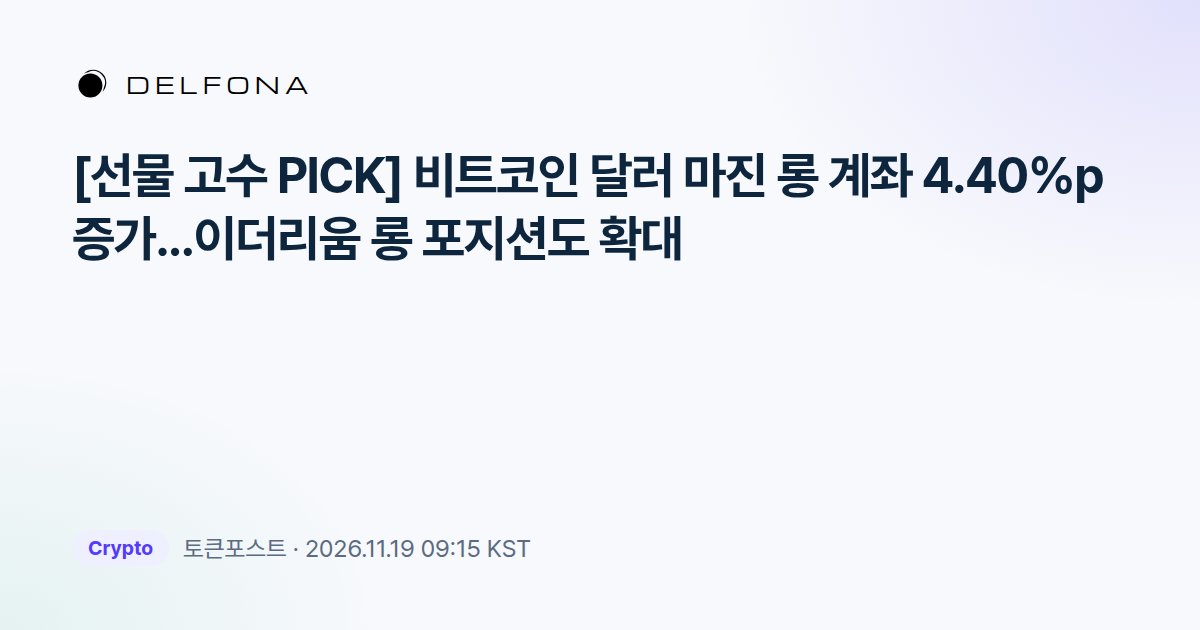 DELFONA
[선물 고수 PICK] 비트코인 달러 마진 롱 계좌 4.40%p
증가...이더리움 롱 포지션도 확대
Crypto 토큰포스트 · 2026.11.19 09:15 KST